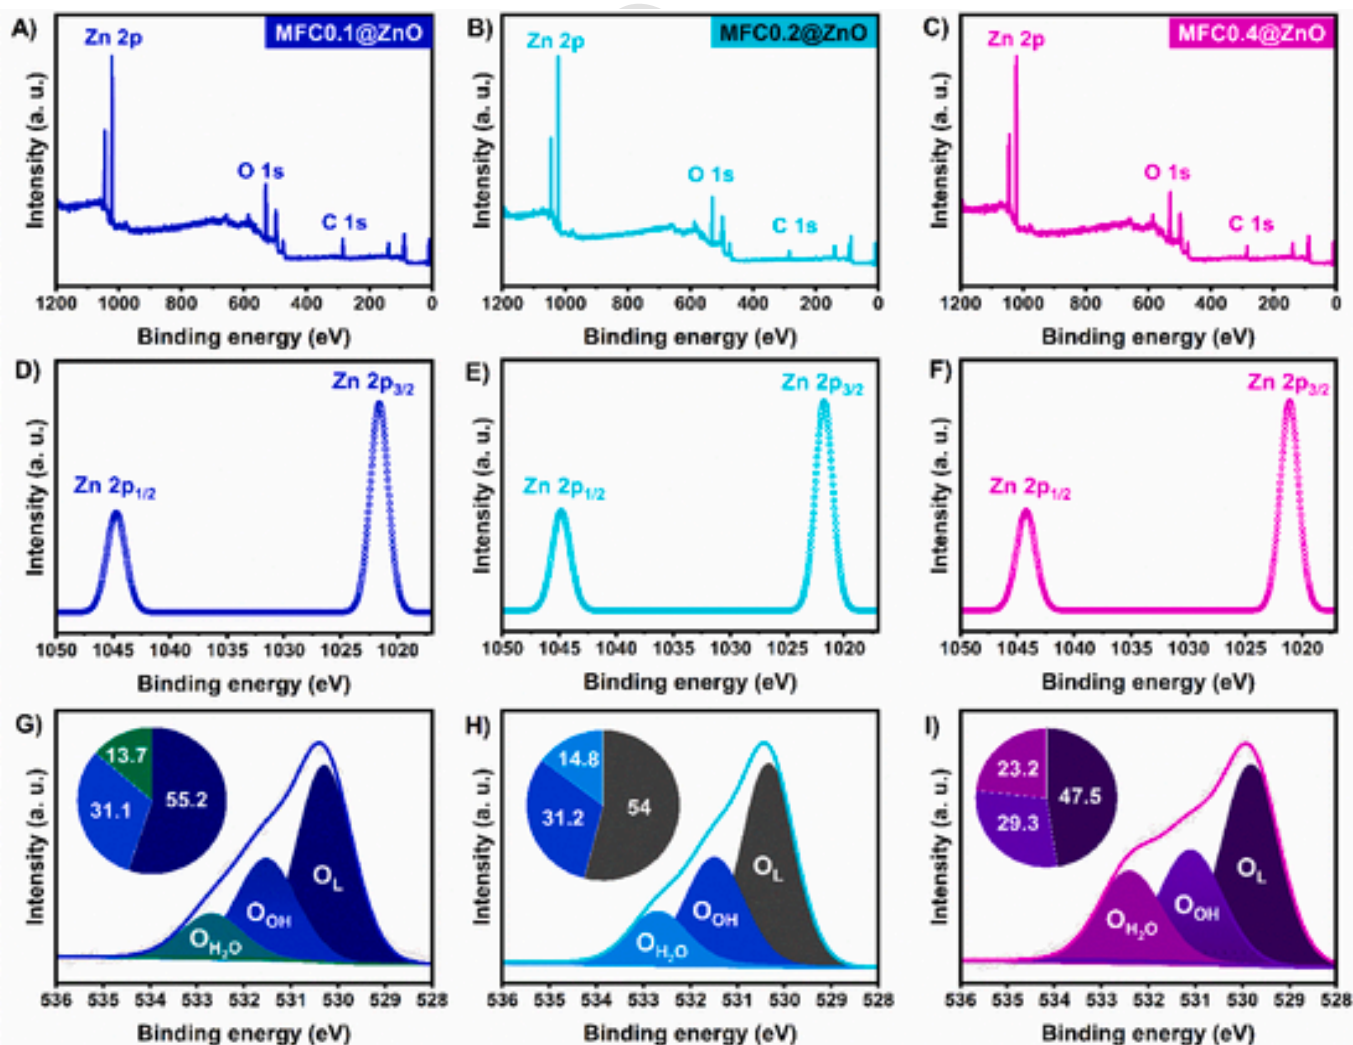 A)
Zn 2p
MFC0.1@ZnO
O 1s
C 1s
Intensity (a. u.)
1200 1000 800 600 400 200 0
Binding energy (eV)
B)
Zn 2p
MFC0.2@ZnO
O 1s
C 1s
Intensity (a. u.)
1200 1000 800 600 400 200 0
Binding energy (eV)
C)
Zn 2p
MFC0.4@ZnO
O 1s
C 1s
Intensity (a. u.)
1200 1000 800 600 400 200 0
Binding energy (eV)
D)
Zn 2p3/2
Zn 2p1/2
Intensity (a. u.)
1050 1045 1040 1035 1030 1025 1020
Binding energy (eV)
E)
Zn 2p3/2
Zn 2p1/2
Intensity (a. u.)
1050 1045 1040 1035 1030 1025 1020
Binding energy (eV)
F)
Zn 2p3/2
Zn 2p1/2
Intensity (a. u.)
1050 1045 1040 1035 1030 1025 1020
Binding energy (eV)
G)
13.7
31.1
55.2
OL
OOH
OH2O
Intensity (a. u.)
536 535 534 533 532 531 530 529 528
Binding energy (eV)
H)
14.8
31.2
54
OL
OOH
OH2O
Intensity (a. u.)
536 535 534 533 532 531 530 529 528
Binding energy (eV)
I)
23.2
29.3
47.5
OL
OOH
OH2O
Intensity (a. u.)
536 535 534 533 532 531 530 529 528
Binding energy (eV)